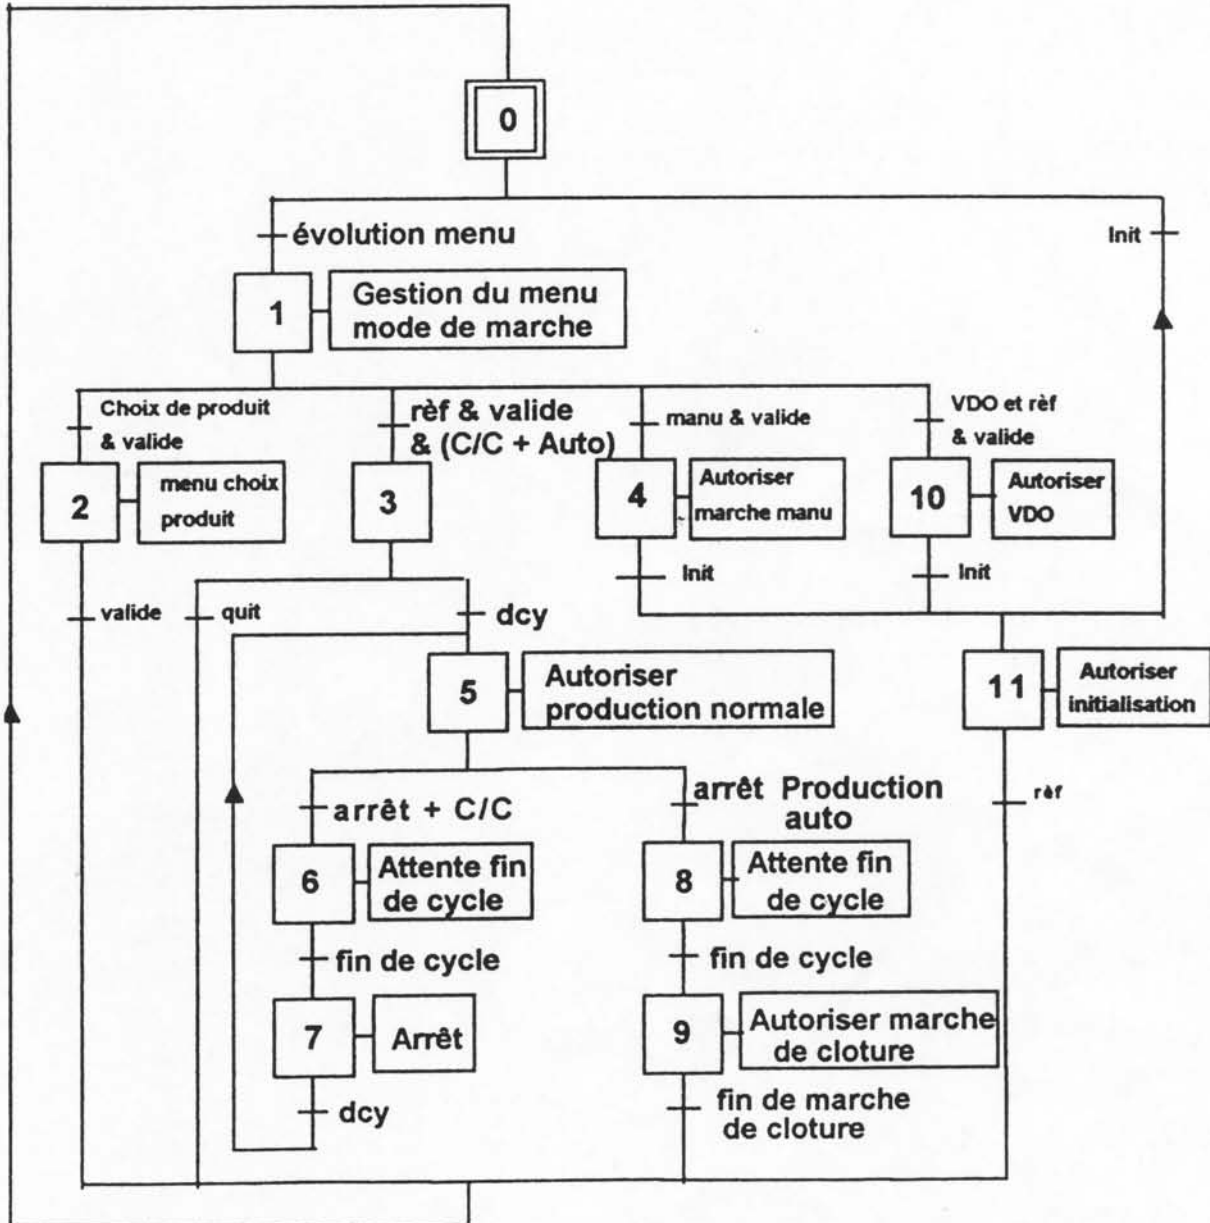 0
évolution menu
Init
1
Gestion du menu
mode de marche
Choix de produit
& valide
rèf & valide
& (C/C + Auto)
manu & valide
VDO et rèf
& valide
2
menu choix
produit
3
4
Autoriser
marche manu
10
Autoriser
VDO
Init
Init
valide
quit
dcy
5
Autoriser
production normale
11
Autoriser
initialisation
arrêt + C/C
arrêt Production
auto
rèf
6
Attente fin
de cycle
8
Attente fin
de cycle
fin de cycle
fin de cycle
7
Arrêt
9
Autoriser marche
de cloture
dcy
fin de marche
de cloture